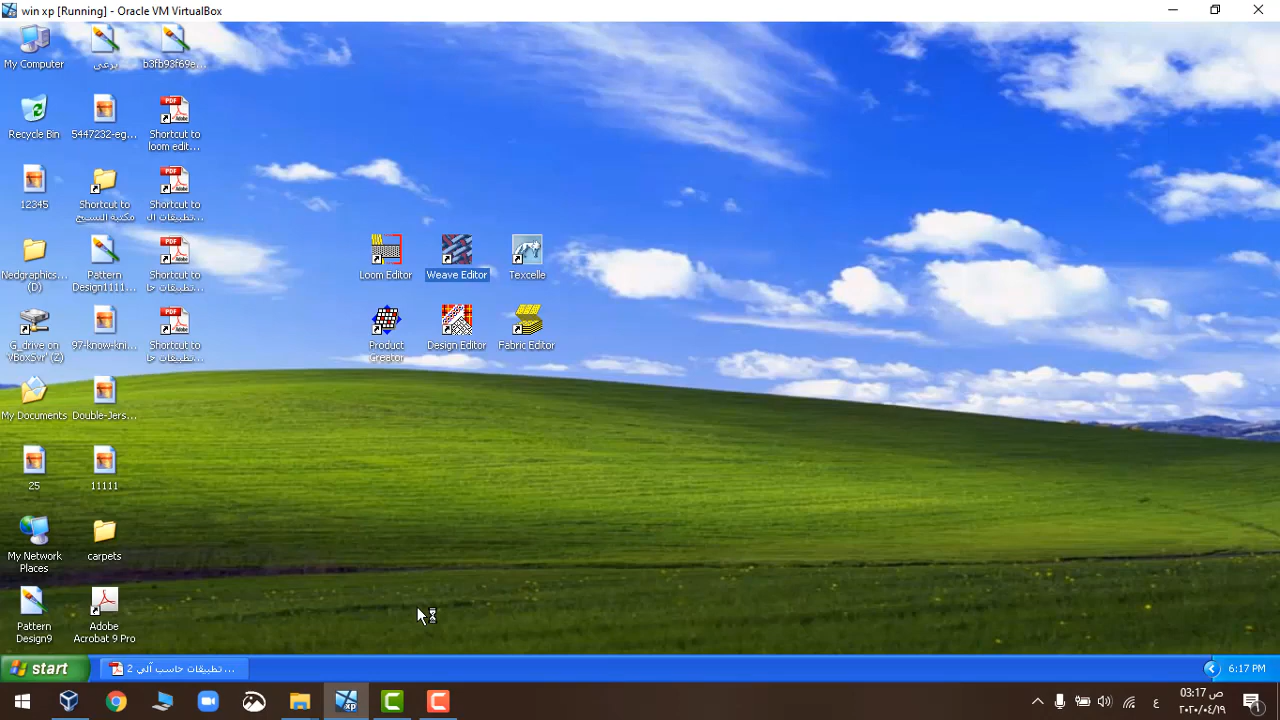 win xp [Running] - Oracle VM VirtualBox
My Computer
يرعى
b3fb93f69e...
Recycle Bin
5447232-eg...
Shortcut to
loom edit...
12345
Shortcut to
مكتبة النسيج
Shortcut to
تطبيقات ال...
Nedgraphics...
(D)
Pattern
Design1111...
Shortcut to
تطبيقات حا...
Loom Editor
Weave Editor
Texcelle
G_drive on
'VBoxSvr' (Z)
97-know-kni...
Shortcut to
تطبيقات حا...
Product
Creator
Design Editor
Fabric Editor
My Documents
Double-Jers...
25
11111
My Network
Places
carpets
Pattern
Design9
Adobe
Acrobat 9 Pro
start
تطبيقات حاسب آلي 2 ...
6:17 PM
xp
ع
03:17 ص
٢٠٢٠/٠٤/١٩
1